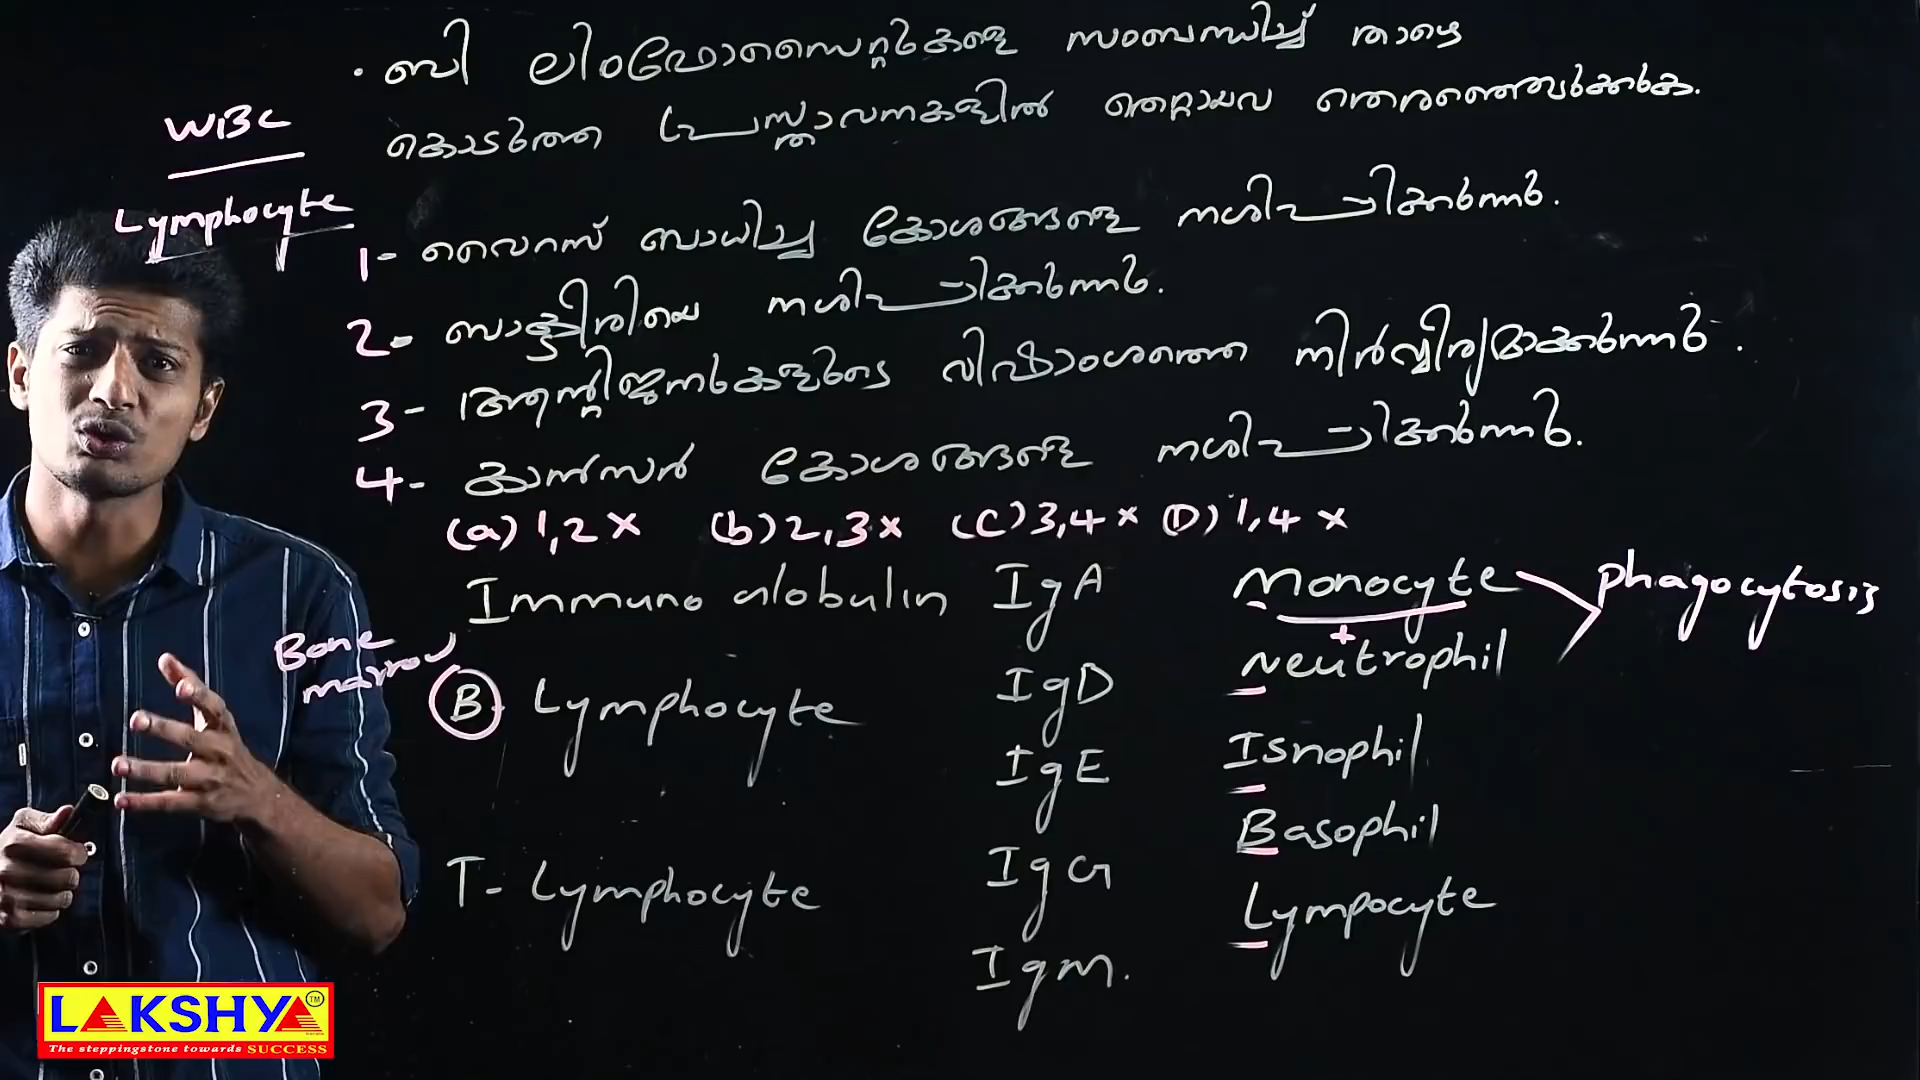 • ബി ലിംഫോസൈറ്റുകളെ സംബന്ധിച്ച് താഴെ
കൊടുത്ത പ്രസ്താവനകളിൽ തെറ്റായവ തെരഞ്ഞെടുക്കുക.
WBC
Lymphocyte
1- വൈറസ് ബാധിച്ച കോശങ്ങളെ നശിപ്പിക്കുന്നു.
2- ബാക്ടീരിയയെ നശിപ്പിക്കുന്നു.
3- ആന്റിജനുകളുടെ വിഷാംശത്തെ നിർവ്വീര്യമാക്കുന്നു.
4- കാൻസർ കോശങ്ങളെ നശിപ്പിക്കുന്നു.
(a) 1,2 x (b) 2,3 x (c) 3,4 x (D) 1,4 x
Immuno globulin IgA Monocyte phagocytosis
+
Bone marrow
B- Lymphocyte IgD Neutrophil
IgE Isnophil
Basophil
T- Lymphocyte IgG Lympocyte
IgM.
LAKSHYA TM
The steppingstone towards SUCCESS